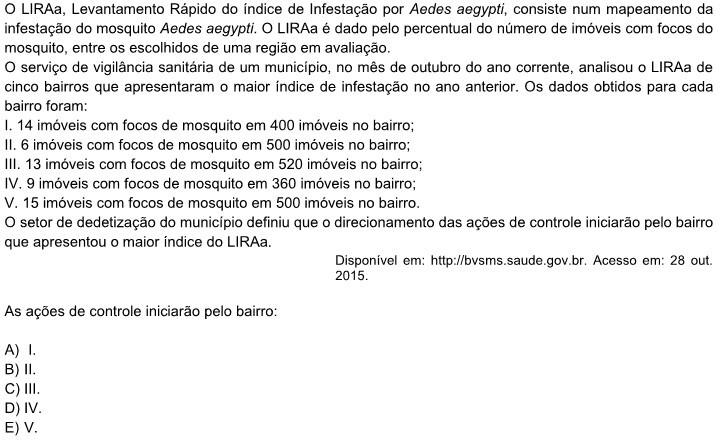 O LIRAa, Levantamento Rápido do índice de Infestação por Aedes aegypti, consiste num mapeamento da
infestação do mosquito Aedes aegypti. O LIRAa é dado pelo percentual do número de imóveis com focos do
mosquito, entre os escolhidos de uma região em avaliação.
O serviço de vigilância sanitária de um município, no mês de outubro do ano corrente, analisou o LIRAa de
cinco bairros que apresentaram o maior índice de infestação no ano anterior. Os dados obtidos para cada
bairro foram:
I. 14 imóveis com focos de mosquito em 400 imóveis no bairro;
II. 6 imóveis com focos de mosquito em 500 imóveis no bairro;
III. 13 imóveis com focos de mosquito em 520 imóveis no bairro;
IV. 9 imóveis com focos de mosquito em 360 imóveis no bairro;
V. 15 imóveis com focos de mosquito em 500 imóveis no bairro.
O setor de dedetização do município definiu que o direcionamento das ações de controle iniciarão pelo bairro
que apresentou o maior índice do LIRAa.
Disponível em: http://bvsms.saude.gov.br. Acesso em: 28 out.
2015.
As ações de controle iniciarão pelo bairro:
A) I.
B) II.
C) III.
D) IV.
E) V.